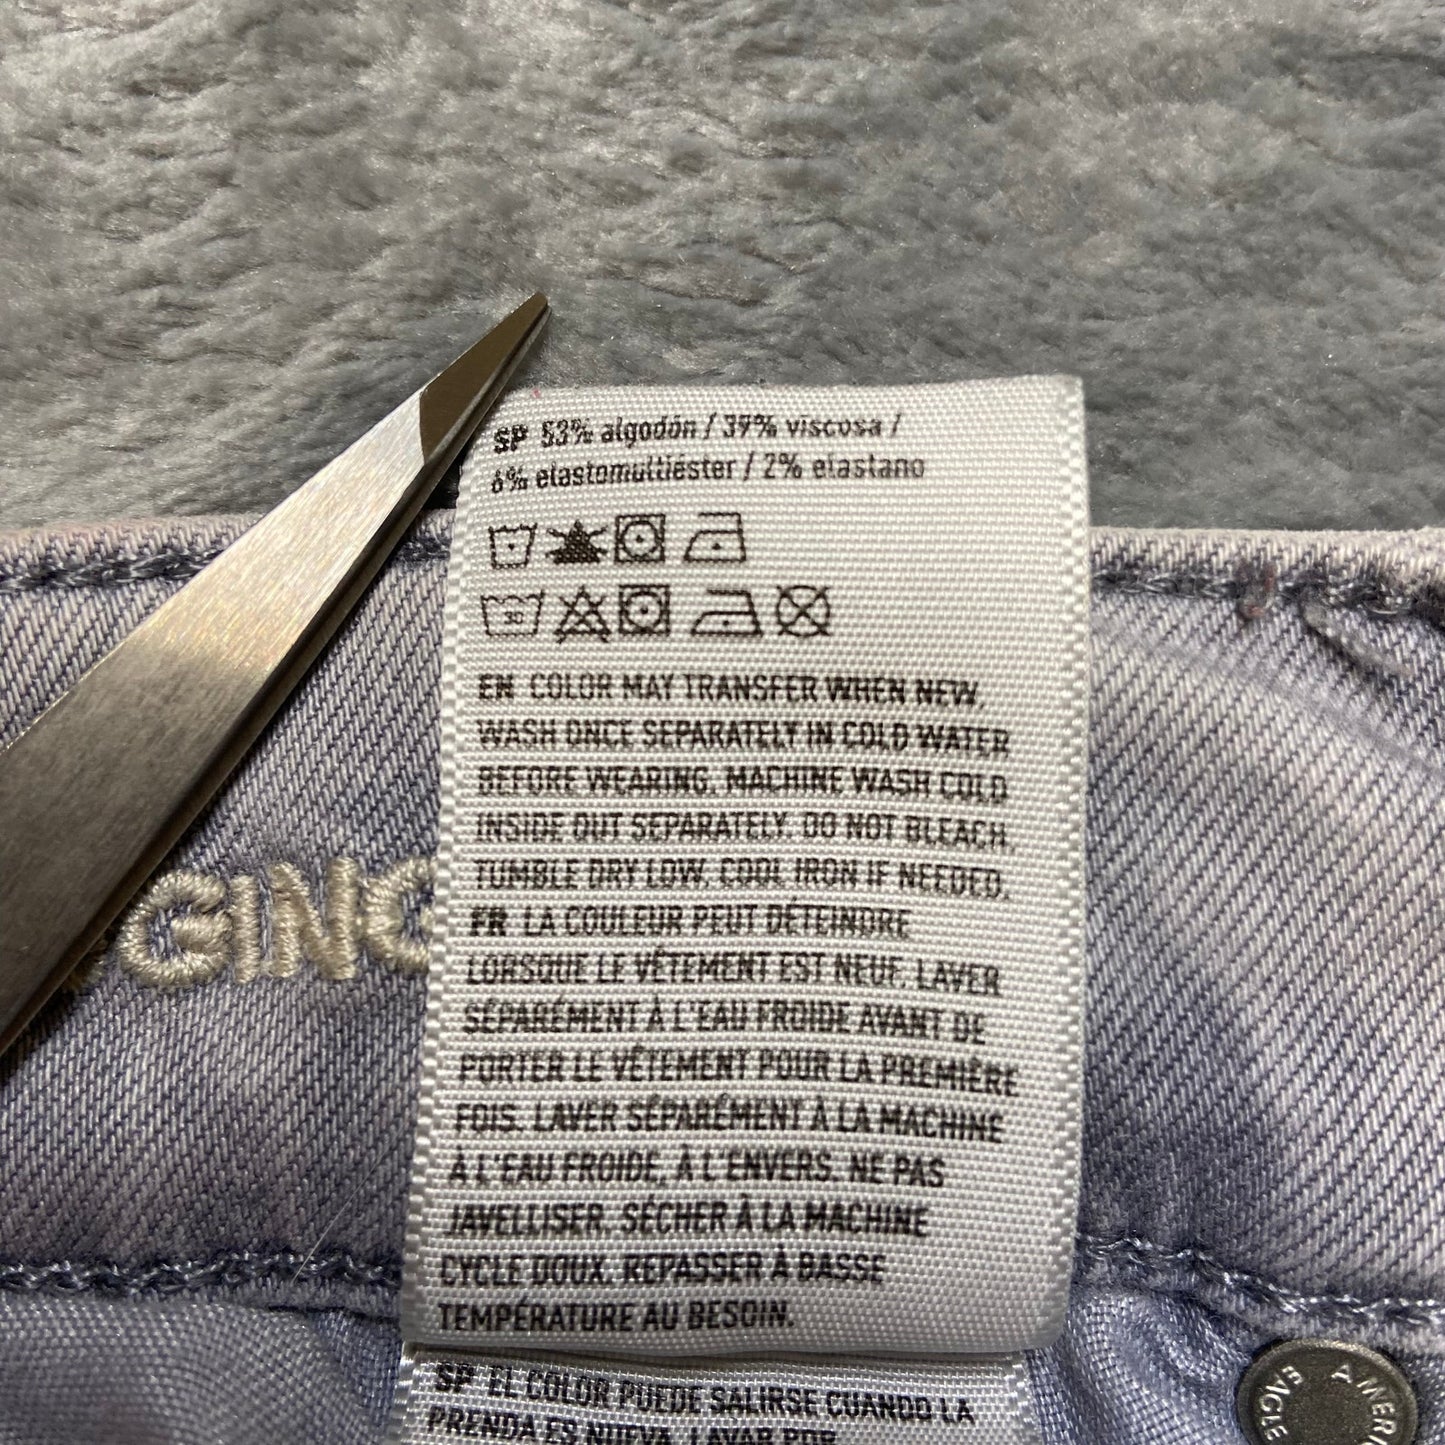 SP 53% algodón / 39% viscosa /
6% elastomultiéster / 2% elastano
30
EN COLOR MAY TRANSFER WHEN NEW.
WASH ONCE SEPARATELY IN COLD WATER
BEFORE WEARING. MACHINE WASH COLD
INSIDE OUT SEPARATELY. DO NOT BLEACH.
TUMBLE DRY LOW. COOL IRON IF NEEDED.
FR LA COULEUR PEUT DÉTEINDRE
LORSQUE LE VÊTEMENT EST NEUF. LAVER
SÉPARÉMENT À L'EAU FROIDE AVANT DE
PORTER LE VÊTEMENT POUR LA PREMIÈRE
FOIS. LAVER SÉPARÉMENT À LA MACHINE
À L'EAU FROIDE, À L'ENVERS. NE PAS
JAVELLISER. SÉCHER À LA MACHINE
CYCLE DOUX. REPASSER À BASSE
TEMPÉRATURE AU BESOIN.
SP EL COLOR PUEDE SALIRSE CUANDO LA
PRENDA ES NUEVA. LAVAR POR
GING
EAGLE